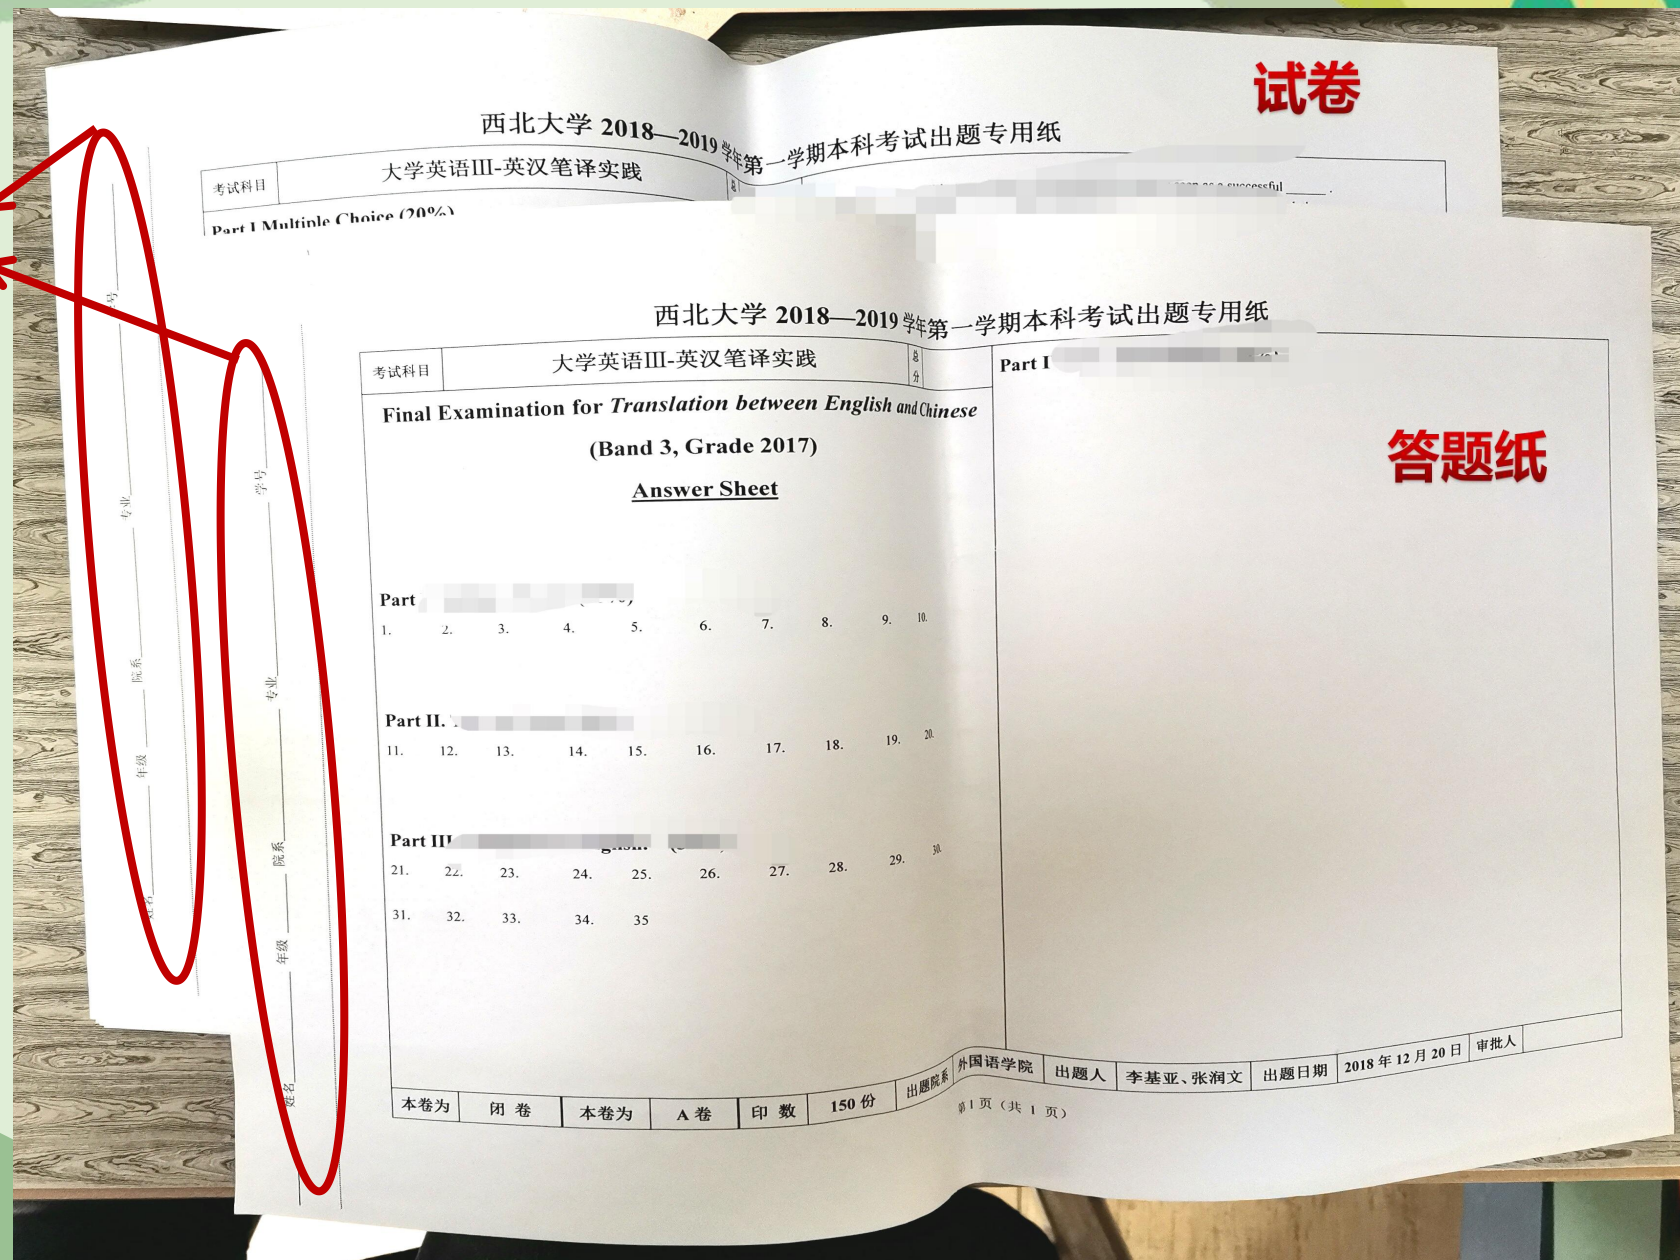 试卷
西北大学 2018—2019 学年第一学期本科考试出题专用纸
考试科目 大学英语III-英汉笔译实践 总
successful ______ .
Part I Multiple Choice (20%)
学号
专业
院系
年级
姓名
西北大学 2018—2019 学年第一学期本科考试出题专用纸
考试科目 大学英语III-英汉笔译实践 总分
Final Examination for Translation between English and Chinese
(Band 3, Grade 2017)
Answer Sheet
Part
1. 2. 3. 4. 5. 6. 7. 8. 9. 10.
Part II.
11. 12. 13. 14. 15. 16. 17. 18. 19. 20.
Part III
21. 22. 23. 24. 25. 26. 27. 28. 29. 30.
31. 32. 33. 34. 35
Part I
答题纸
学号
专业
院系
年级
姓名
本卷为 闭 卷 本卷为 A 卷 印 数 150 份 出题院系 外国语学院 出题人 李基亚、张润文 出题日期 2018 年 12 月 20 日 审批人
第 1 页（共 1 页）